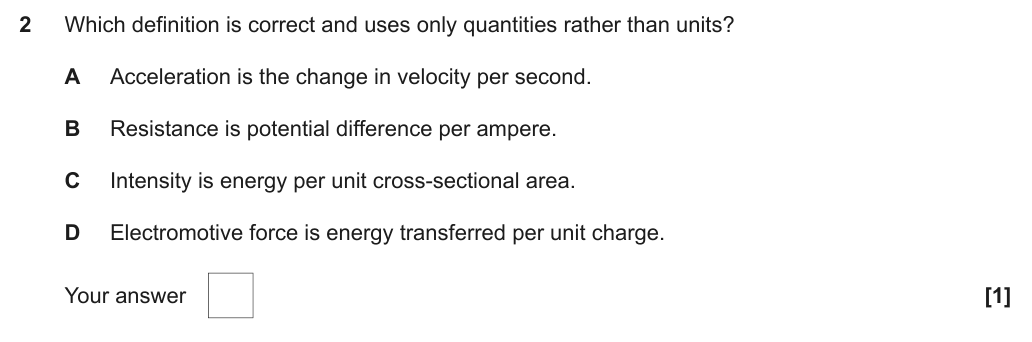 2 Which definition is correct and uses only quantities rather than units?
A Acceleration is the change in velocity per second.
B Resistance is potential difference per ampere.
C Intensity is energy per unit cross-sectional area.
D Electromotive force is energy transferred per unit charge.
Your answer [1]